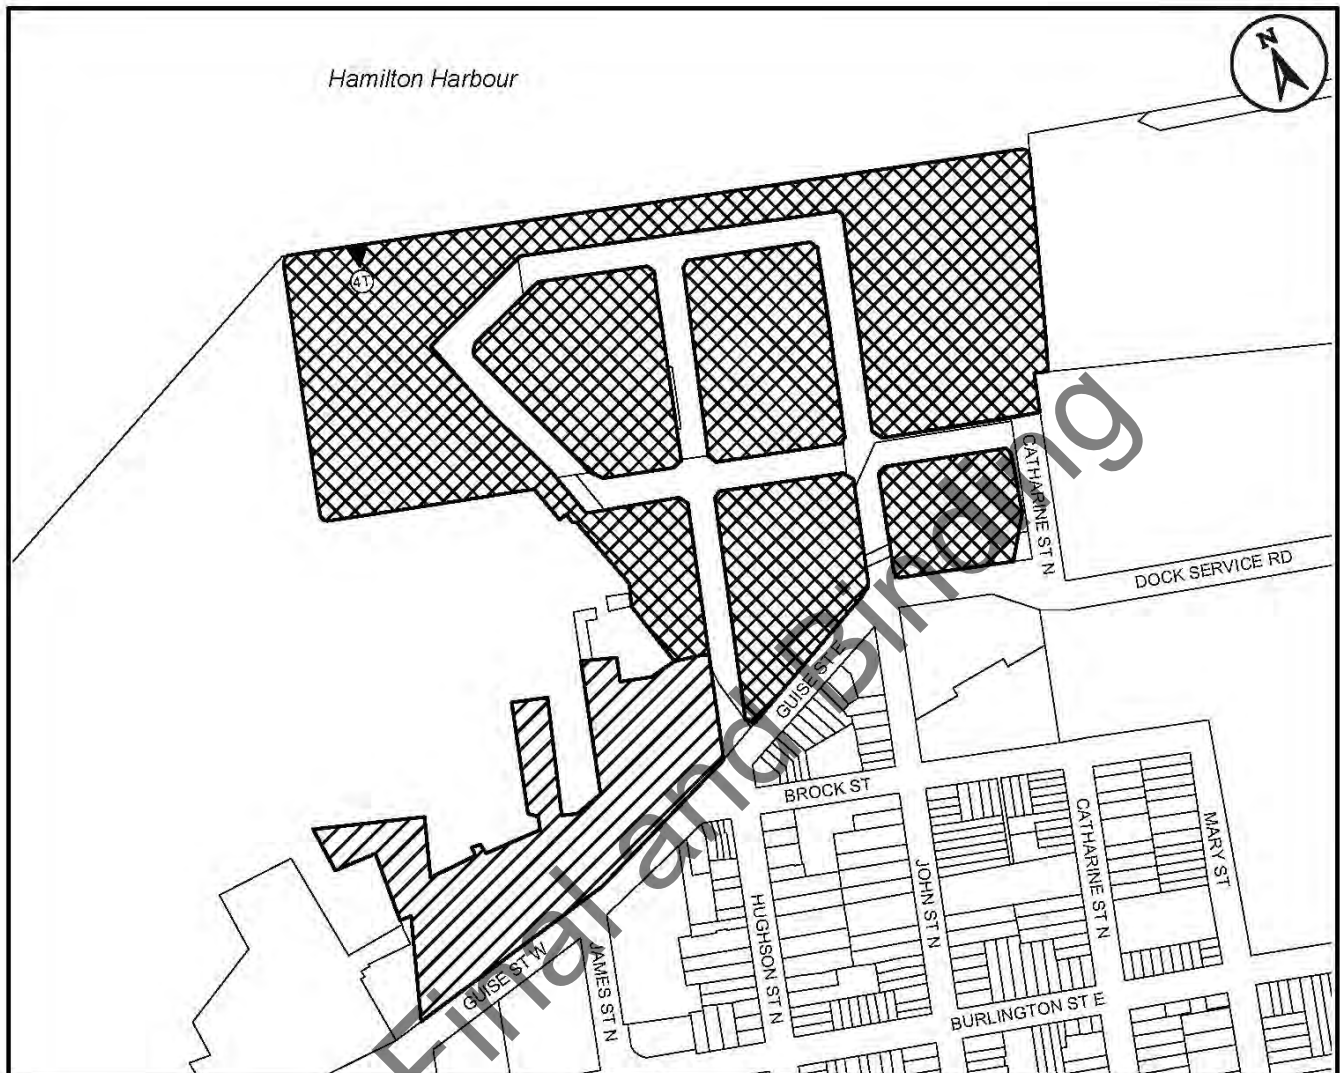 N
Hamilton Harbour
4T
CATHARINE ST N
DOCK SERVICE RD
GUISE ST E
BROCK ST
CATHARINE ST N
MARY ST
JOHN ST N
HUGHSON ST N
GUISE ST W
JAMES ST N
BURLINGTON ST E
Final and Binding